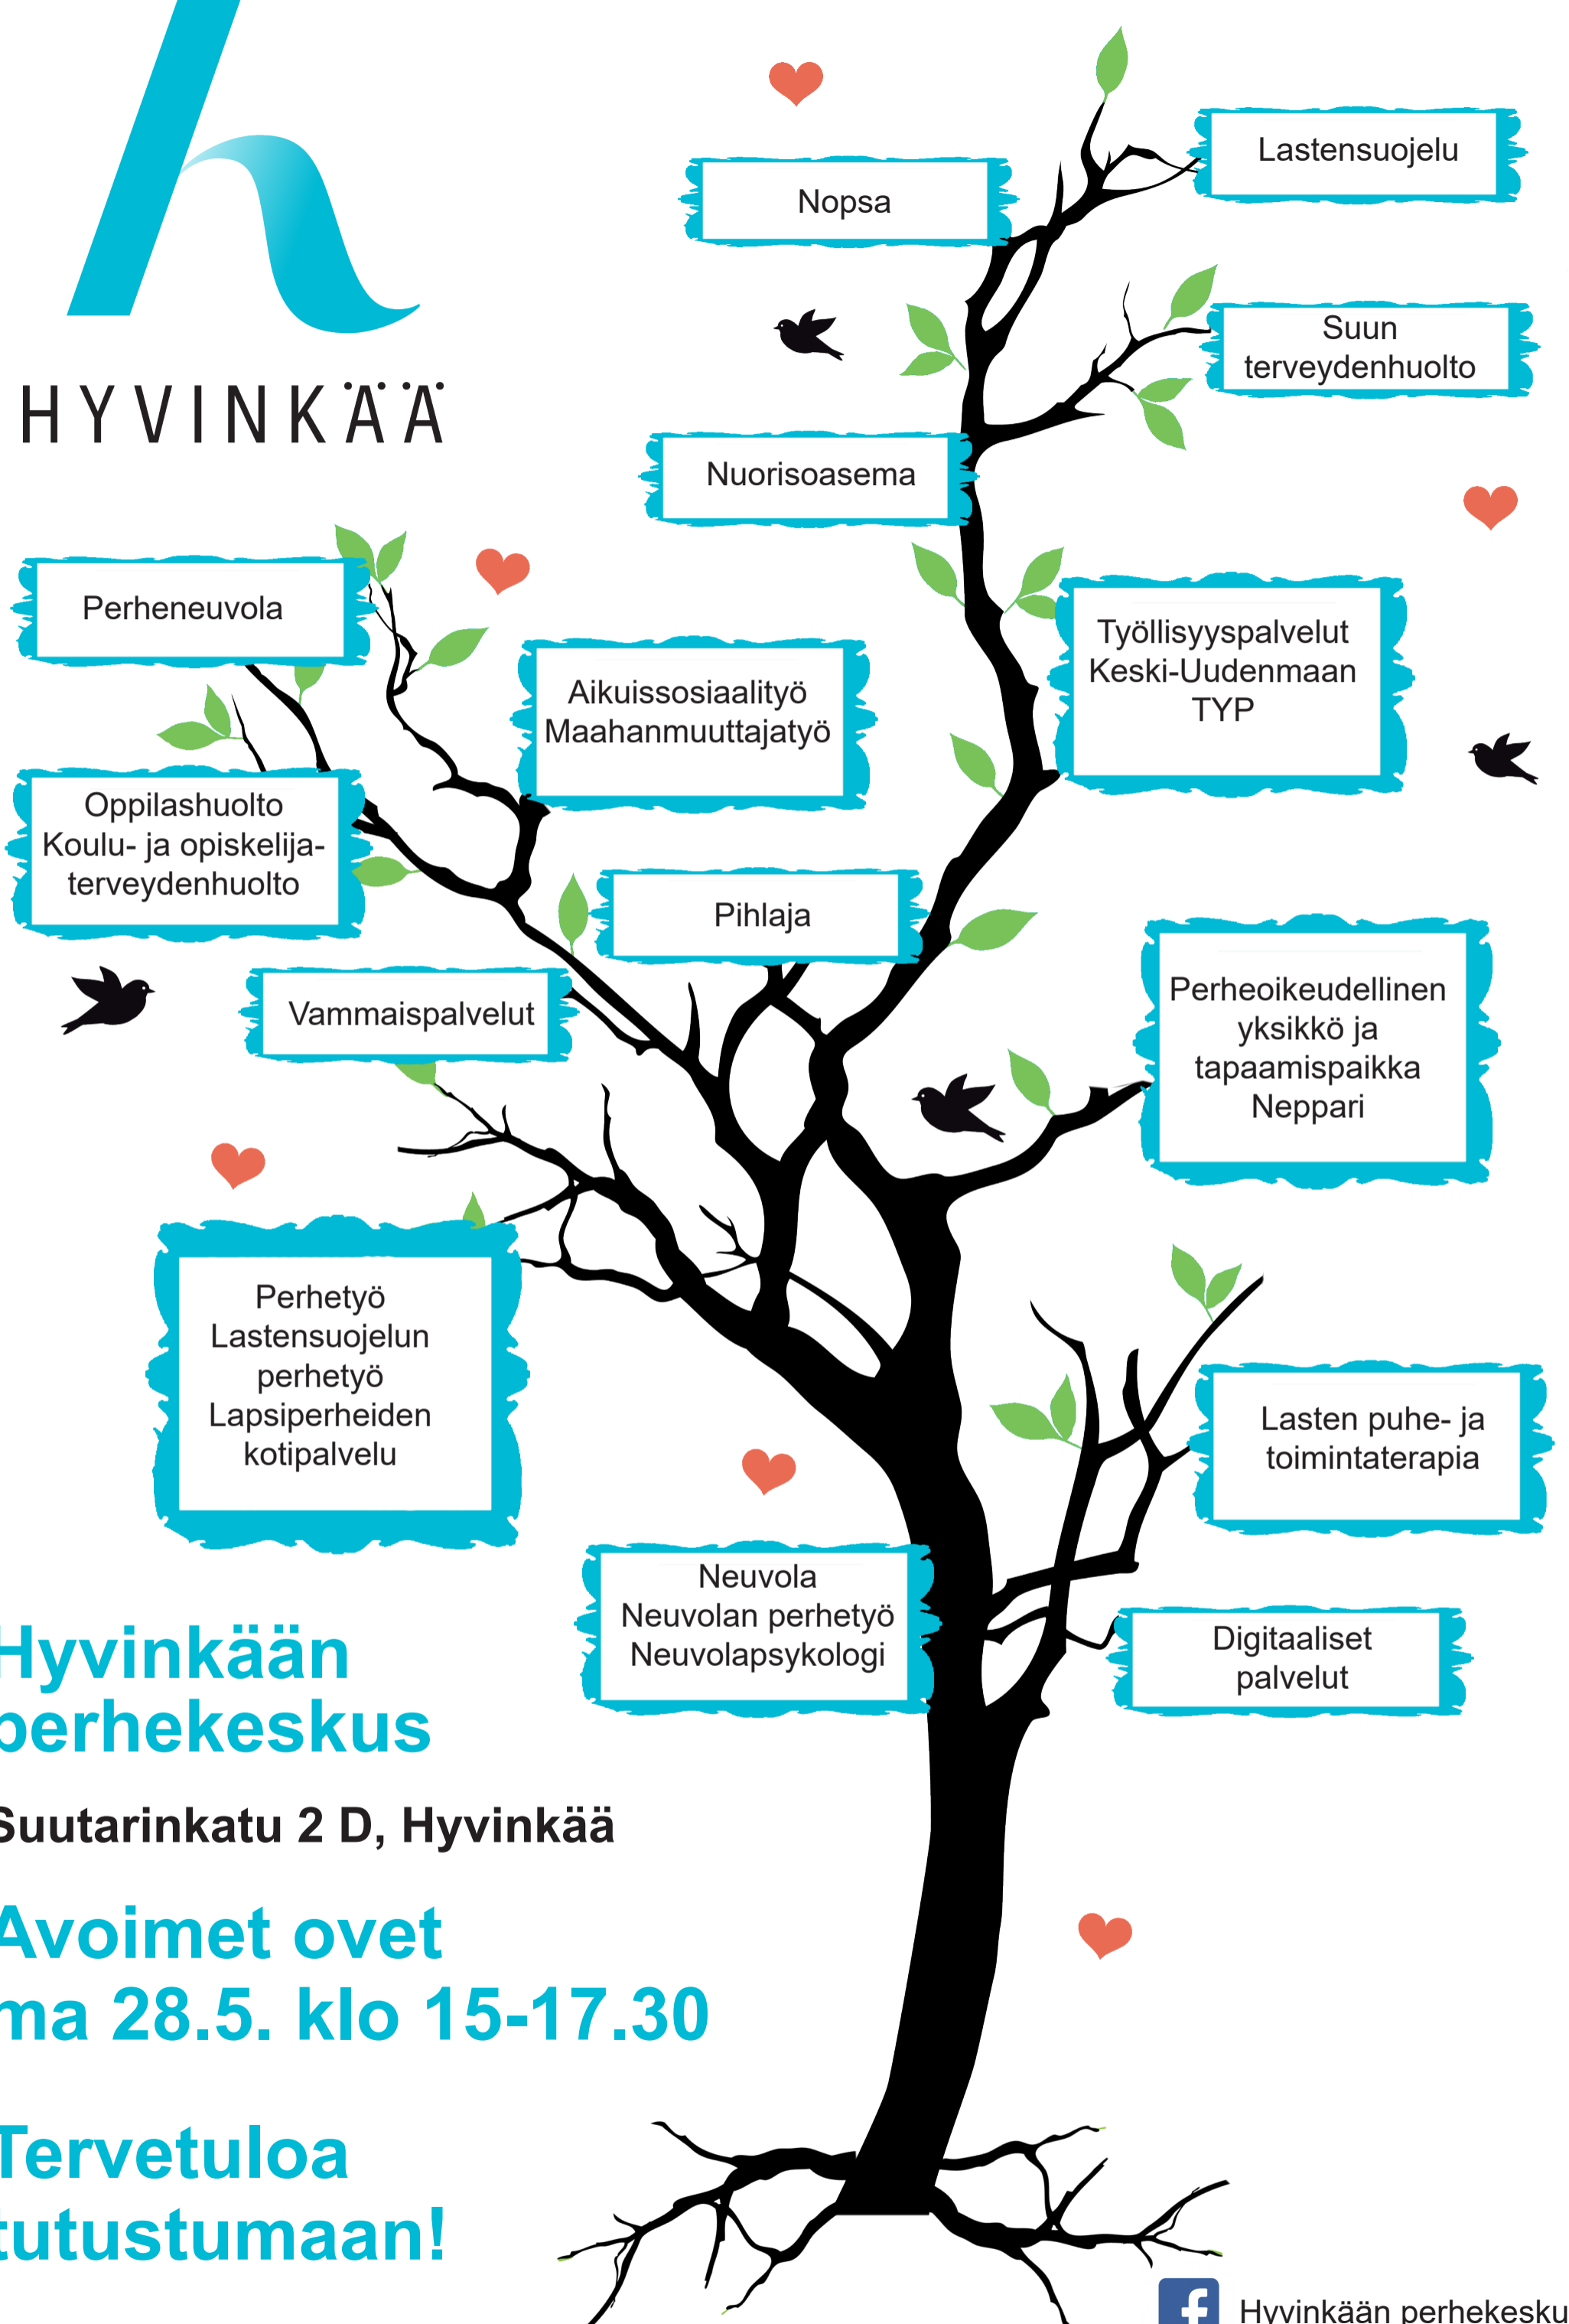 HYVINKÄÄ
Nopsa
Lastensuojelu
Suun
terveydenhuolto
Nuorisoasema
Perheneuvola
Aikuissosiaalityö
Maahanmuuttajatyö
Työllisyyspalvelut
Keski-Uudenmaan
TYP
Oppilashuolto
Koulu- ja opiskelija-
terveydenhuolto
Pihlaja
Vammaispalvelut
Perheoikeudellinen
yksikkö ja
tapaamispaikka
Neppari
Perhetyö
Lastensuojelun
perhetyö
Lapsiperheiden
kotipalvelu
Lasten puhe- ja
toimintaterapia
Neuvola
Neuvolan perhetyö
Neuvolapsykologi
Digitaaliset
palvelut
Hyvinkään
perhekeskus
Suutarinkatu 2 D, Hyvinkää
Avoimet ovet
ma 28.5. klo 15-17.30
Tervetuloa
tutustumaan!
Hyvinkään perhekesku